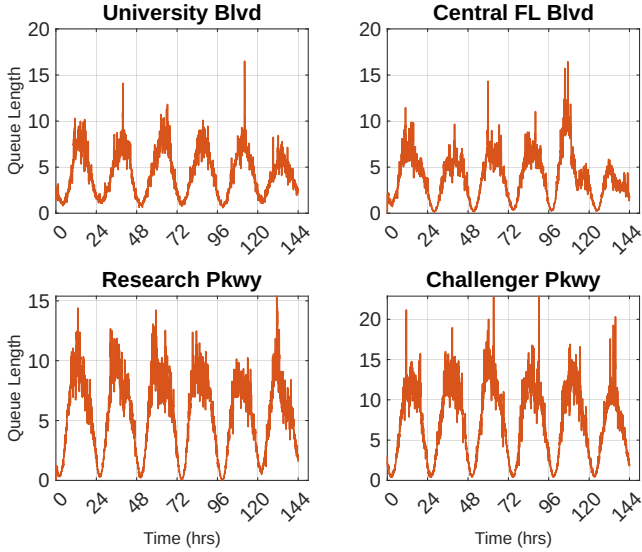 University Blvd
Central FL Blvd
Queue Length
20
15
10
5
0
0 24 48 72 96 120 144
20
15
10
5
0
0 24 48 72 96 120 144
Research Pkwy
Challenger Pkwy
Queue Length
15
10
5
0
0 24 48 72 96 120 144
Time (hrs)
20
15
10
5
0
0 24 48 72 96 120 144
Time (hrs)